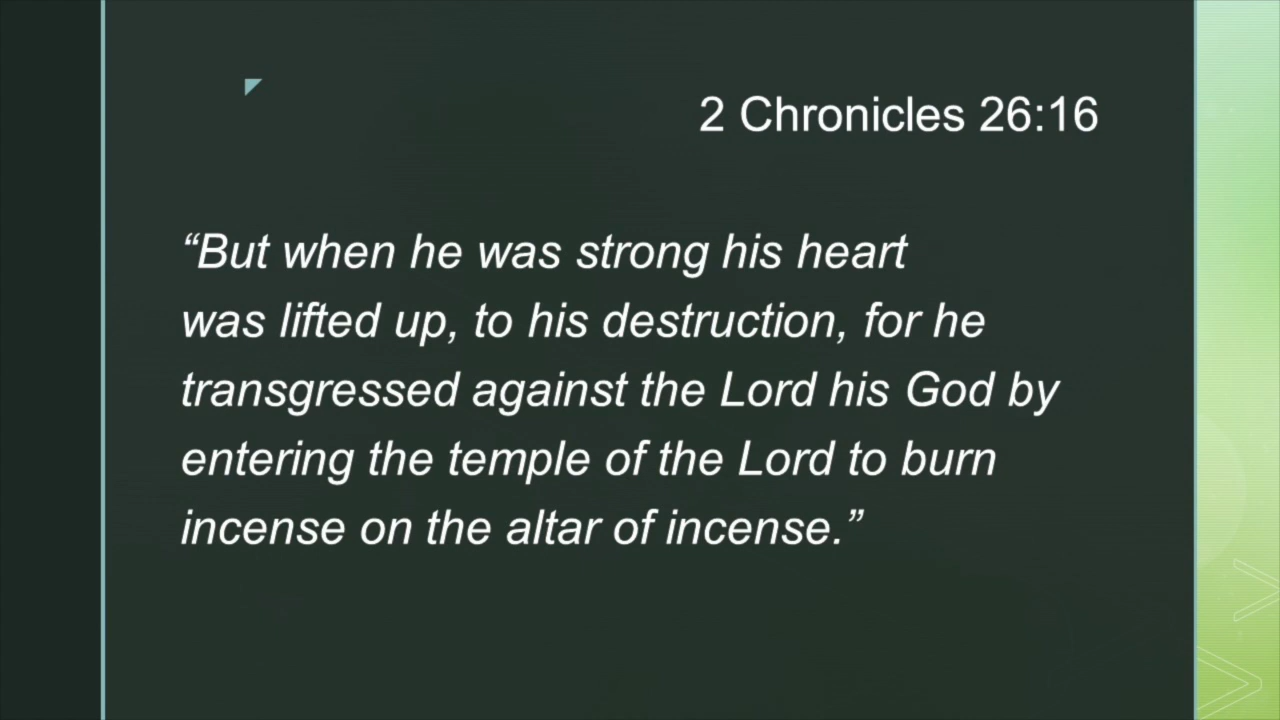 2 Chronicles 26:16
“But when he was strong his heart
was lifted up, to his destruction, for he
transgressed against the Lord his God by
entering the temple of the Lord to burn
incense on the altar of incense.”